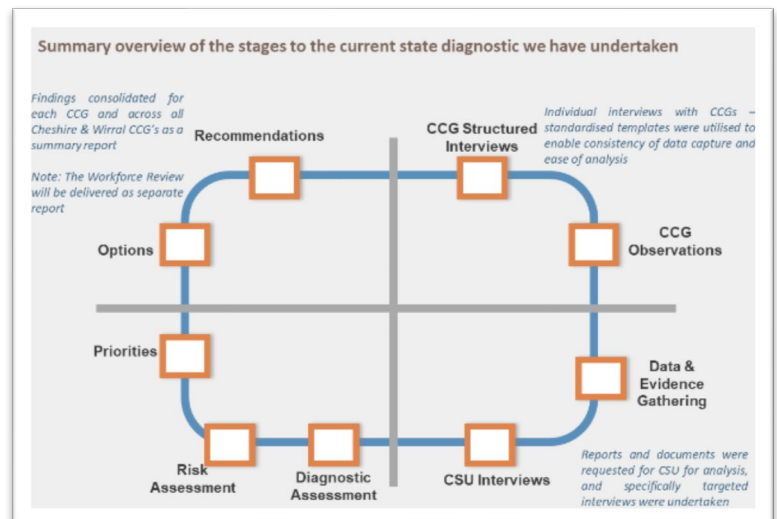 Summary overview of the stages to the current state diagnostic we have undertaken
Findings consolidated for
each CCG and across all
Cheshire & Wirral CCG's as a
summary report
Note: The Workforce Review
will be delivered as separate
report
Recommendations
CCG Structured
Interviews
Individual interviews with CCGs –
standardised templates were utilised to
enable consistency of data capture and
ease of analysis
Options
CCG
Observations
Priorities
Data &
Evidence
Gathering
Risk
Assessment
Diagnostic
Assessment
CSU Interviews
Reports and documents were
requested for CSU for analysis,
and specifically targeted
interviews were undertaken